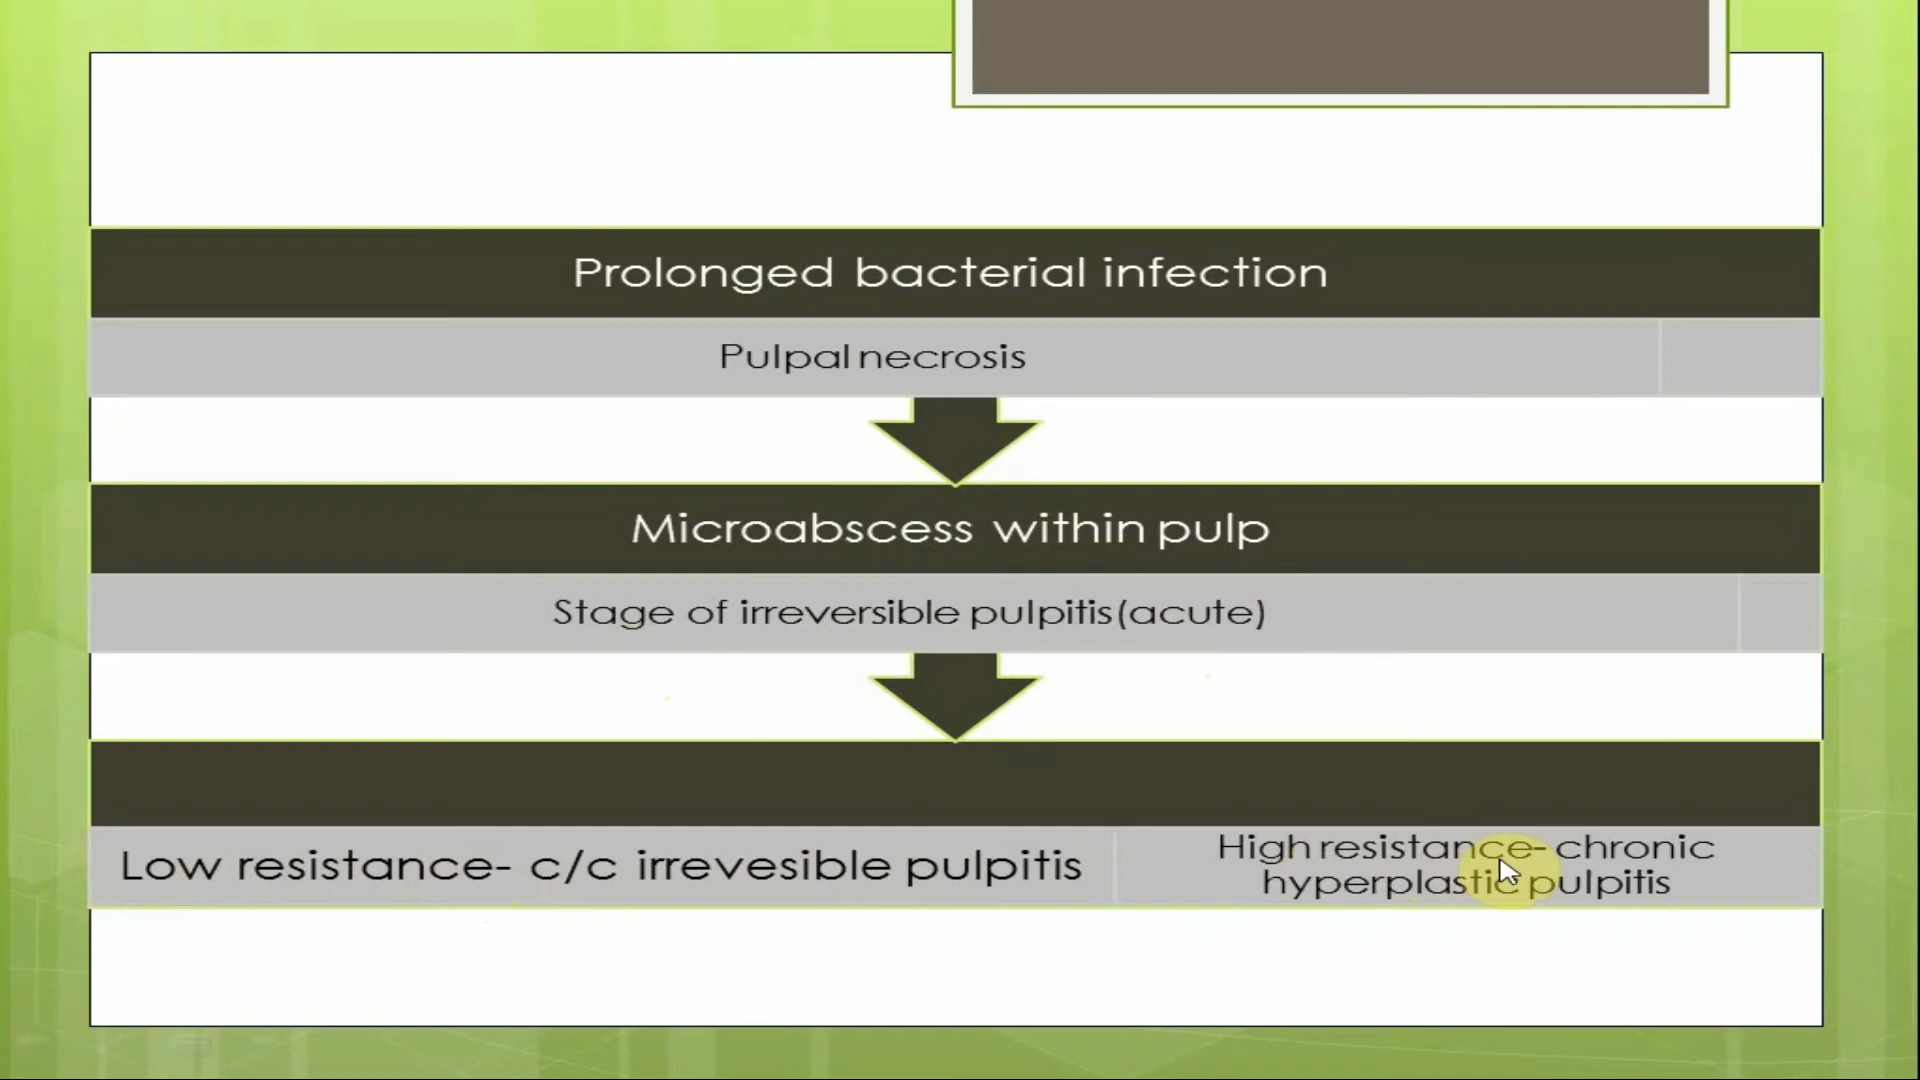 Prolonged bacterial infection
Pulpal necrosis
Microabscess within pulp
Stage of irreversible pulpitis(acute)
Low resistance- c/c irrevesible pulpitis
High resistance- chronic
hyperplastic pulpitis